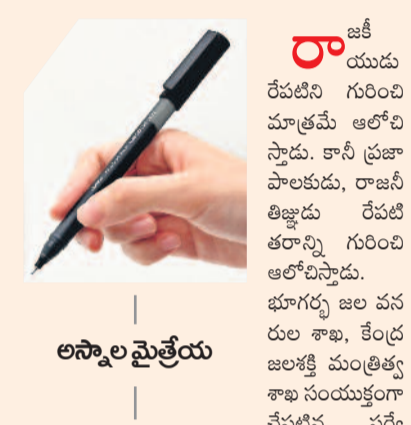 అస్నాల మైత్రేయ
రాజకీ
యుడు
రేపటిని గురించి
మాత్రమే ఆలోచి
స్తాడు. కానీ ప్రజా
పాలకుడు, రాజనీ
తిజ్ఞుడు రేపటి
తరాన్ని గురించి
ఆలోచిస్తాడు.
భూగర్భ జల వన
రుల శాఖ, కేంద్ర
జలశక్తి మంత్రిత్వ
శాఖ సంయుక్తంగా